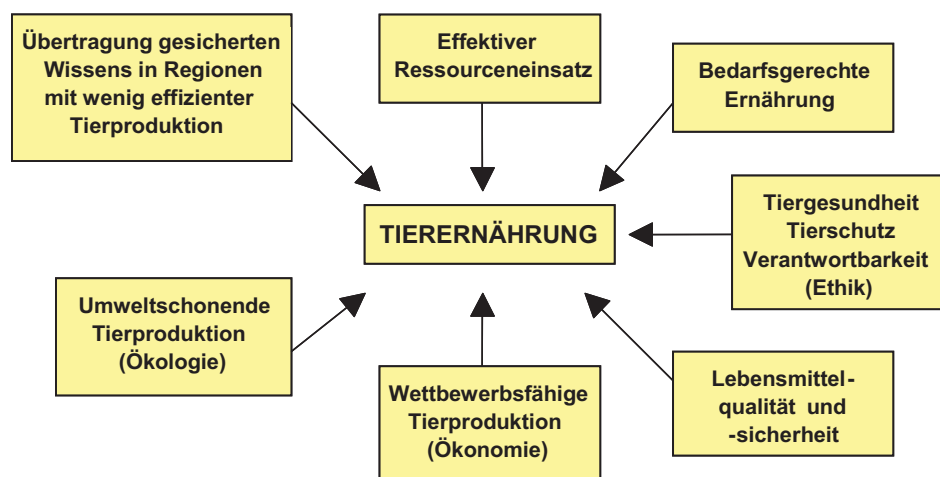 Übertragung gesicherten
Wissens in Regionen
mit wenig effizienter
Tierproduktion
Effektiver
Ressourceneinsatz
Bedarfsgerechte
Ernährung
TIERERNÄHRUNG
Tiergesundheit
Tierschutz
Verantwortbarkeit
(Ethik)
Umweltschonende
Tierproduktion
(Ökologie)
Wettbewerbsfähige
Tierproduktion
(Ökonomie)
Lebensmittel-
qualität und
-sicherheit